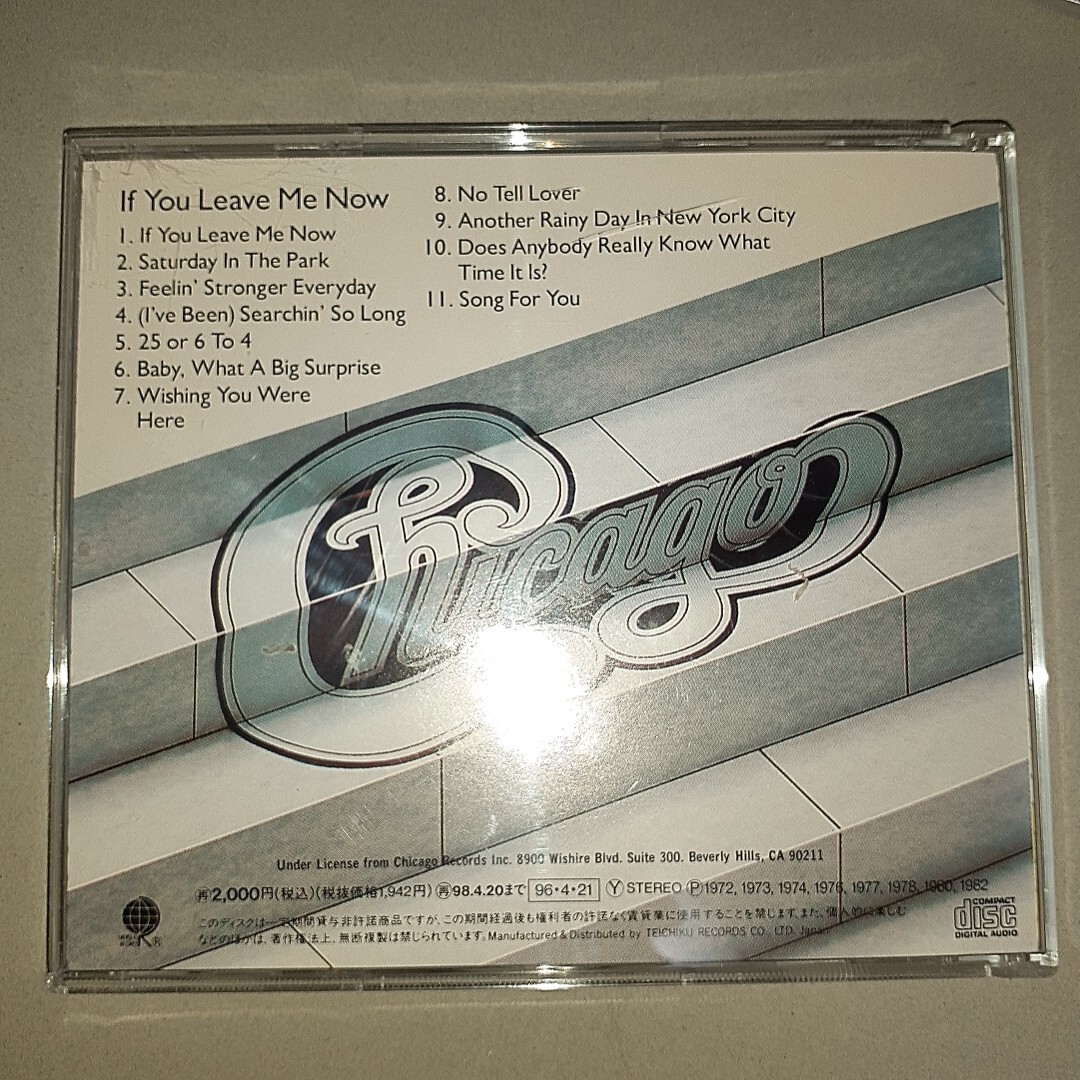 If You Leave Me Now
1. If You Leave Me Now
2. Saturday In The Park
3. Feelin' Stronger Everyday
4. (I've Been) Searchin' So Long
5. 25 or 6 To 4
6. Baby, What A Big Surprise
7. Wishing You Were
Here
8. No Tell Lover
9. Another Rainy Day In New York City
10. Does Anybody Really Know What
Time It Is?
11. Song For You
Chicago
Under License from Chicago Records Inc. 8900 Wishire Blvd. Suite 300. Beverly Hills, CA 90211
再2,000円(税込)(税抜価格1,942円) 再98.4.20まで 96・4・21 Ⓨ STEREO Ⓟ1972, 1973, 1974, 1976, 1977, 1978, 1980, 1982
このディスクは一定期間貸与非許諾商品ですが、この期間経過後も権利者の許諾なく賃貸業に使用することを禁じます。また、個人的に楽しむ
などのほかは、著作権法上、無断複製は禁じられています。Manufactured & Distributed by TEICHIKU RECORDS CO., LTD. Japan
R
COMPACT
disc
DIGITAL AUDIO